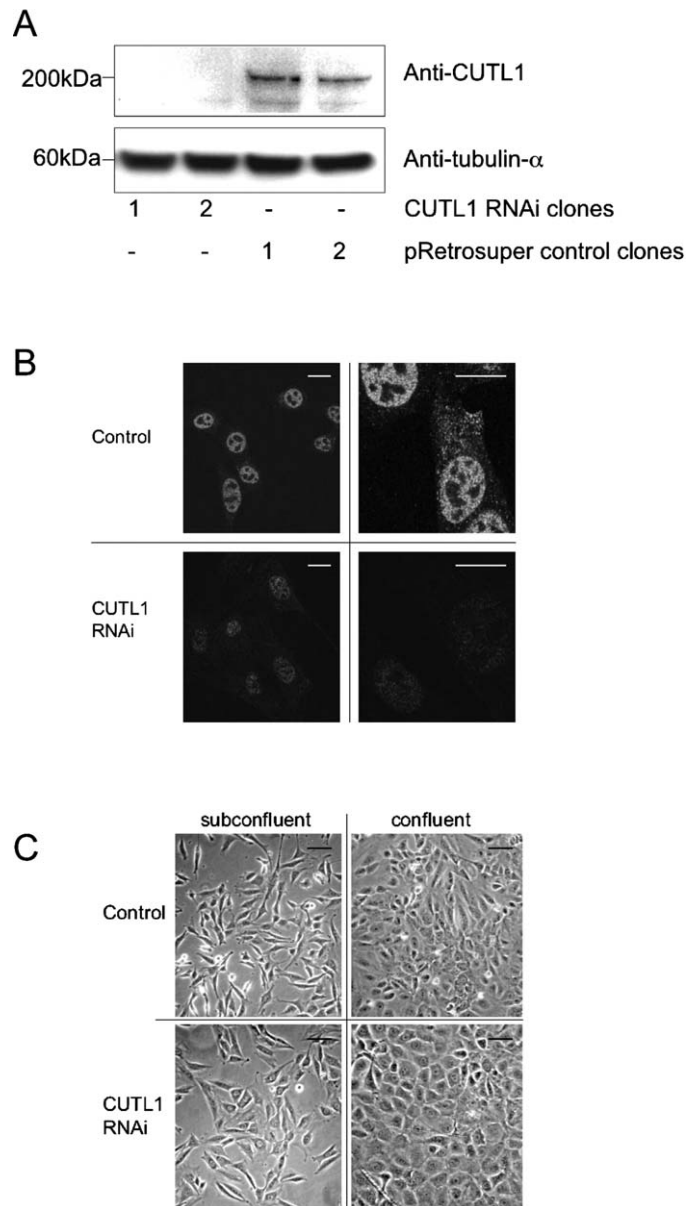 A
200kDa
Anti-CUTL1
60kDa
Anti-tubulin-α
1 2 - - CUTL1 RNAi clones
- - 1 2 pRetrosuper control clones
B
Control
CUTL1
RNAi
subconfluent confluent
C
Control
CUTL1
RNAi